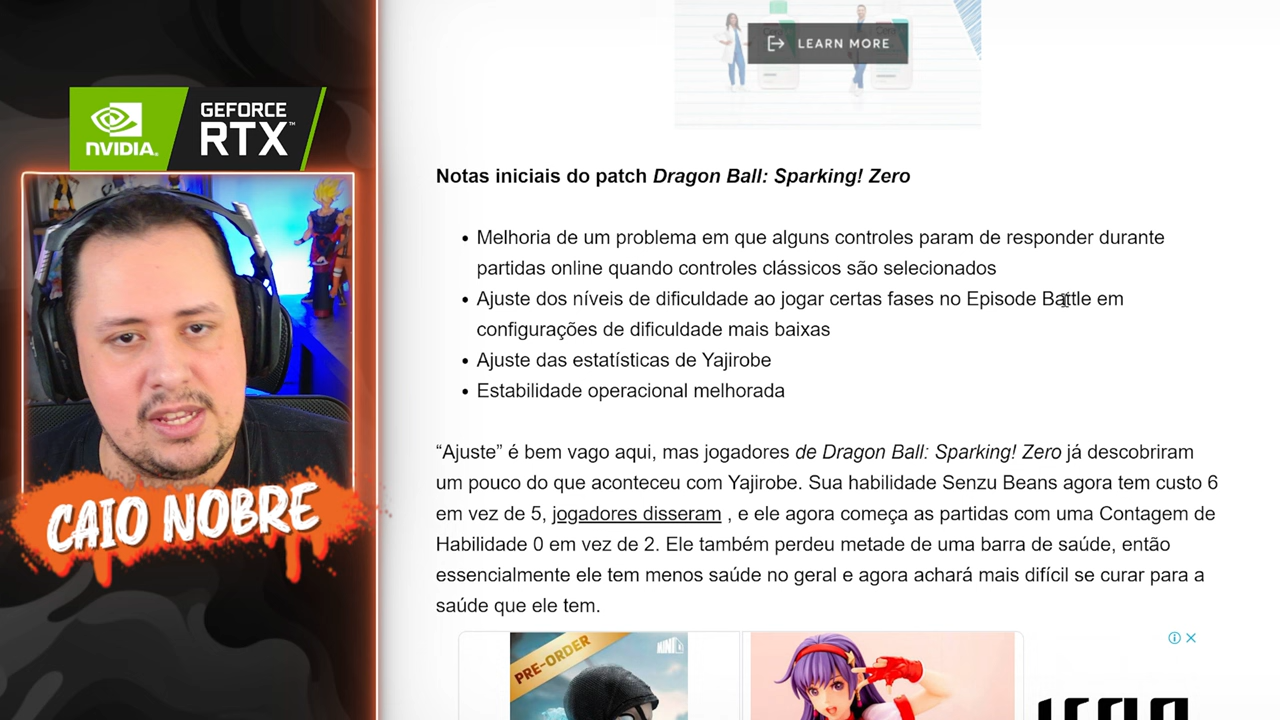 LEARN MORE
NVIDIA.
GEFORCE
RTX™
Notas iniciais do patch Dragon Ball: Sparking! Zero
• Melhoria de um problema em que alguns controles param de responder durante
partidas online quando controles clássicos são selecionados
• Ajuste dos níveis de dificuldade ao jogar certas fases no Episode Battle em
configurações de dificuldade mais baixas
• Ajuste das estatísticas de Yajirobe
• Estabilidade operacional melhorada
“Ajuste” é bem vago aqui, mas jogadores de Dragon Ball: Sparking! Zero já descobriram
um pouco do que aconteceu com Yajirobe. Sua habilidade Senzu Beans agora tem custo 6
em vez de 5, jogadores disseram , e ele agora começa as partidas com uma Contagem de
Habilidade 0 em vez de 2. Ele também perdeu metade de uma barra de saúde, então
essencialmente ele tem menos saúde no geral e agora achará mais difícil se curar para a
saúde que ele tem.
CAIO NOBRE
PRE-ORDER